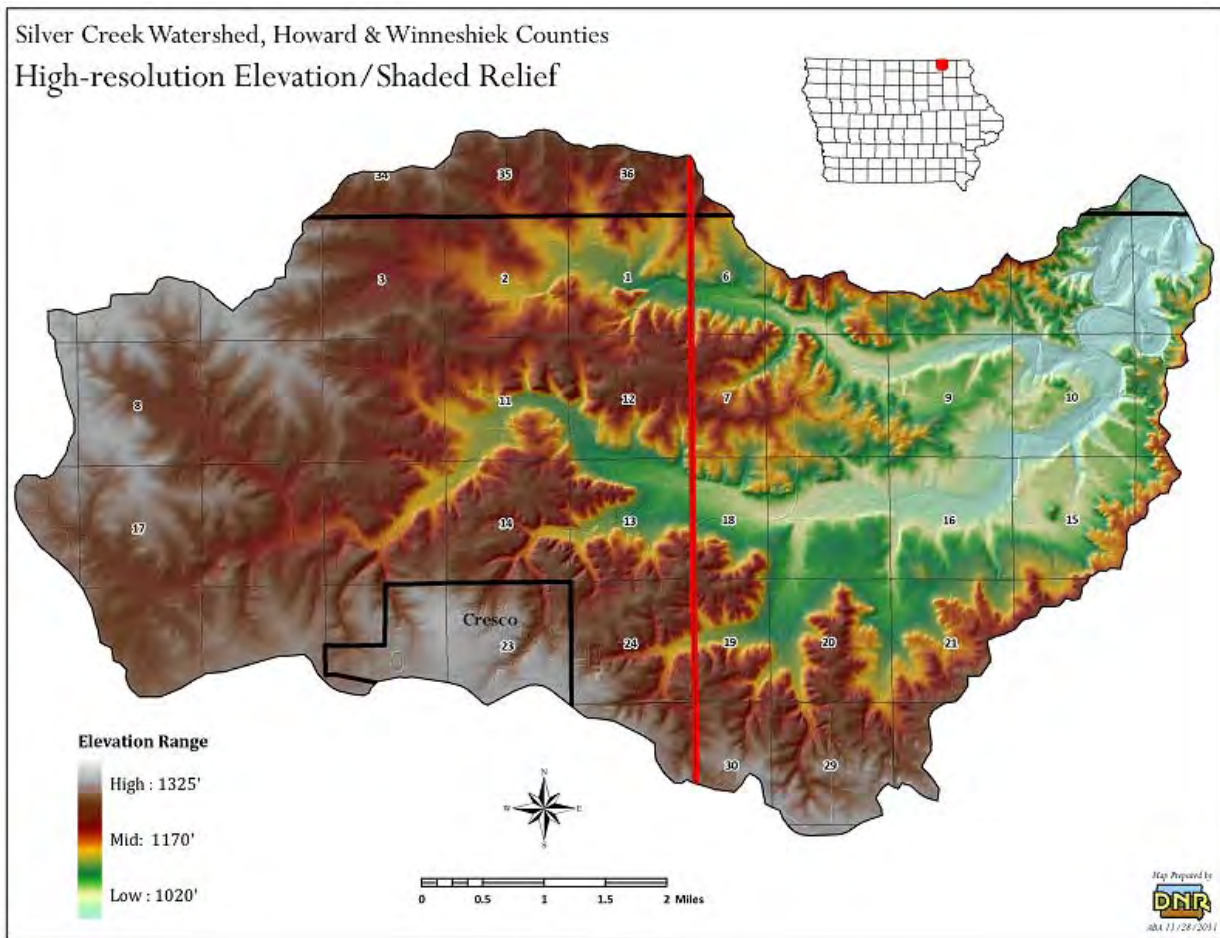 Silver Creek Watershed, Howard & Winneshiek Counties
High-resolution Elevation/Shaded Relief
34
35
36
3
2
1
6
8
11
12
7
9
10
17
14
13
18
16
15
Cresco
23
24
19
20
21
30
29
Elevation Range
High : 1325'
Mid: 1170'
Low : 1020'
N
W
E
S
0 0.5 1 1.5 2 Miles
Map Prepared by
DNR